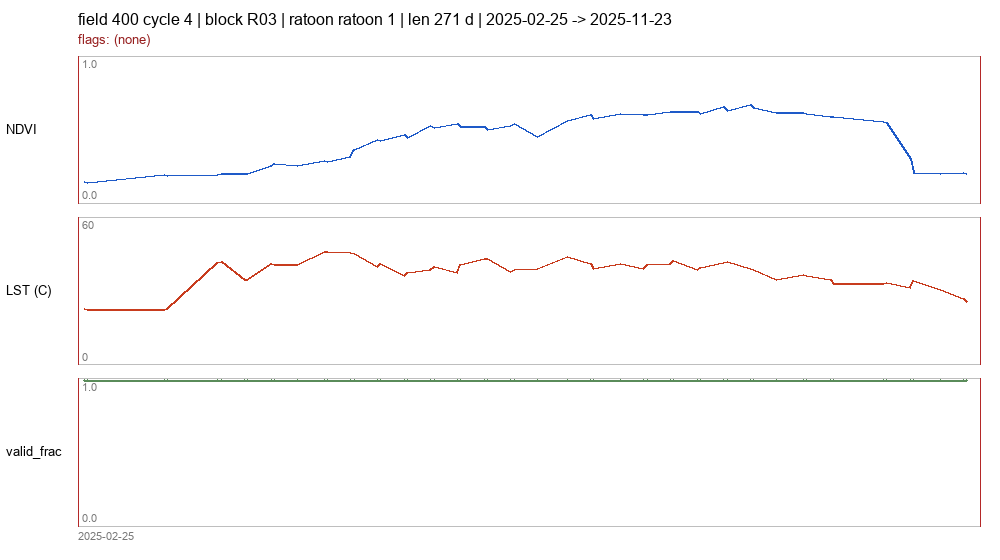 field 400 cycle 4 | block R03 | ratoon ratoon 1 | len 271 d | 2025-02-25 -> 2025-11-23
flags: (none)
1.0
NDVI
0.0
60
LST (C)
0
1.0
valid_frac
0.0
2025-02-25